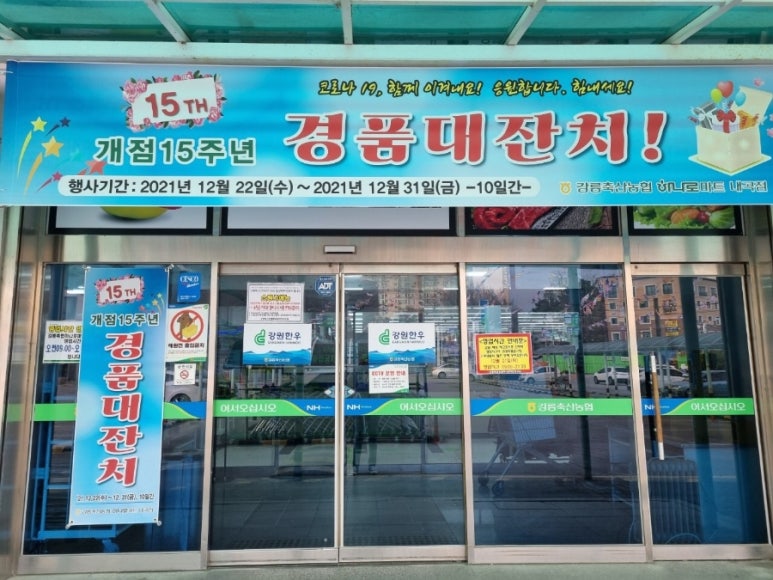 15TH
코로나 19, 함께 이겨내요! 응원합니다. 힘내세요!
개점15주년
경품대잔치!
행사기간 : 2021년 12월 22일(수)~2021년 12월 31일(금) -10일간-
강릉축산농협 하나로마트 내곡점
15TH
개점15주년
경품대잔치
CISCO
ADT
강원한우
강원한우
어서오십시오
NH
NH
어서오십시오
강릉축산농협
NH
어서오십시오